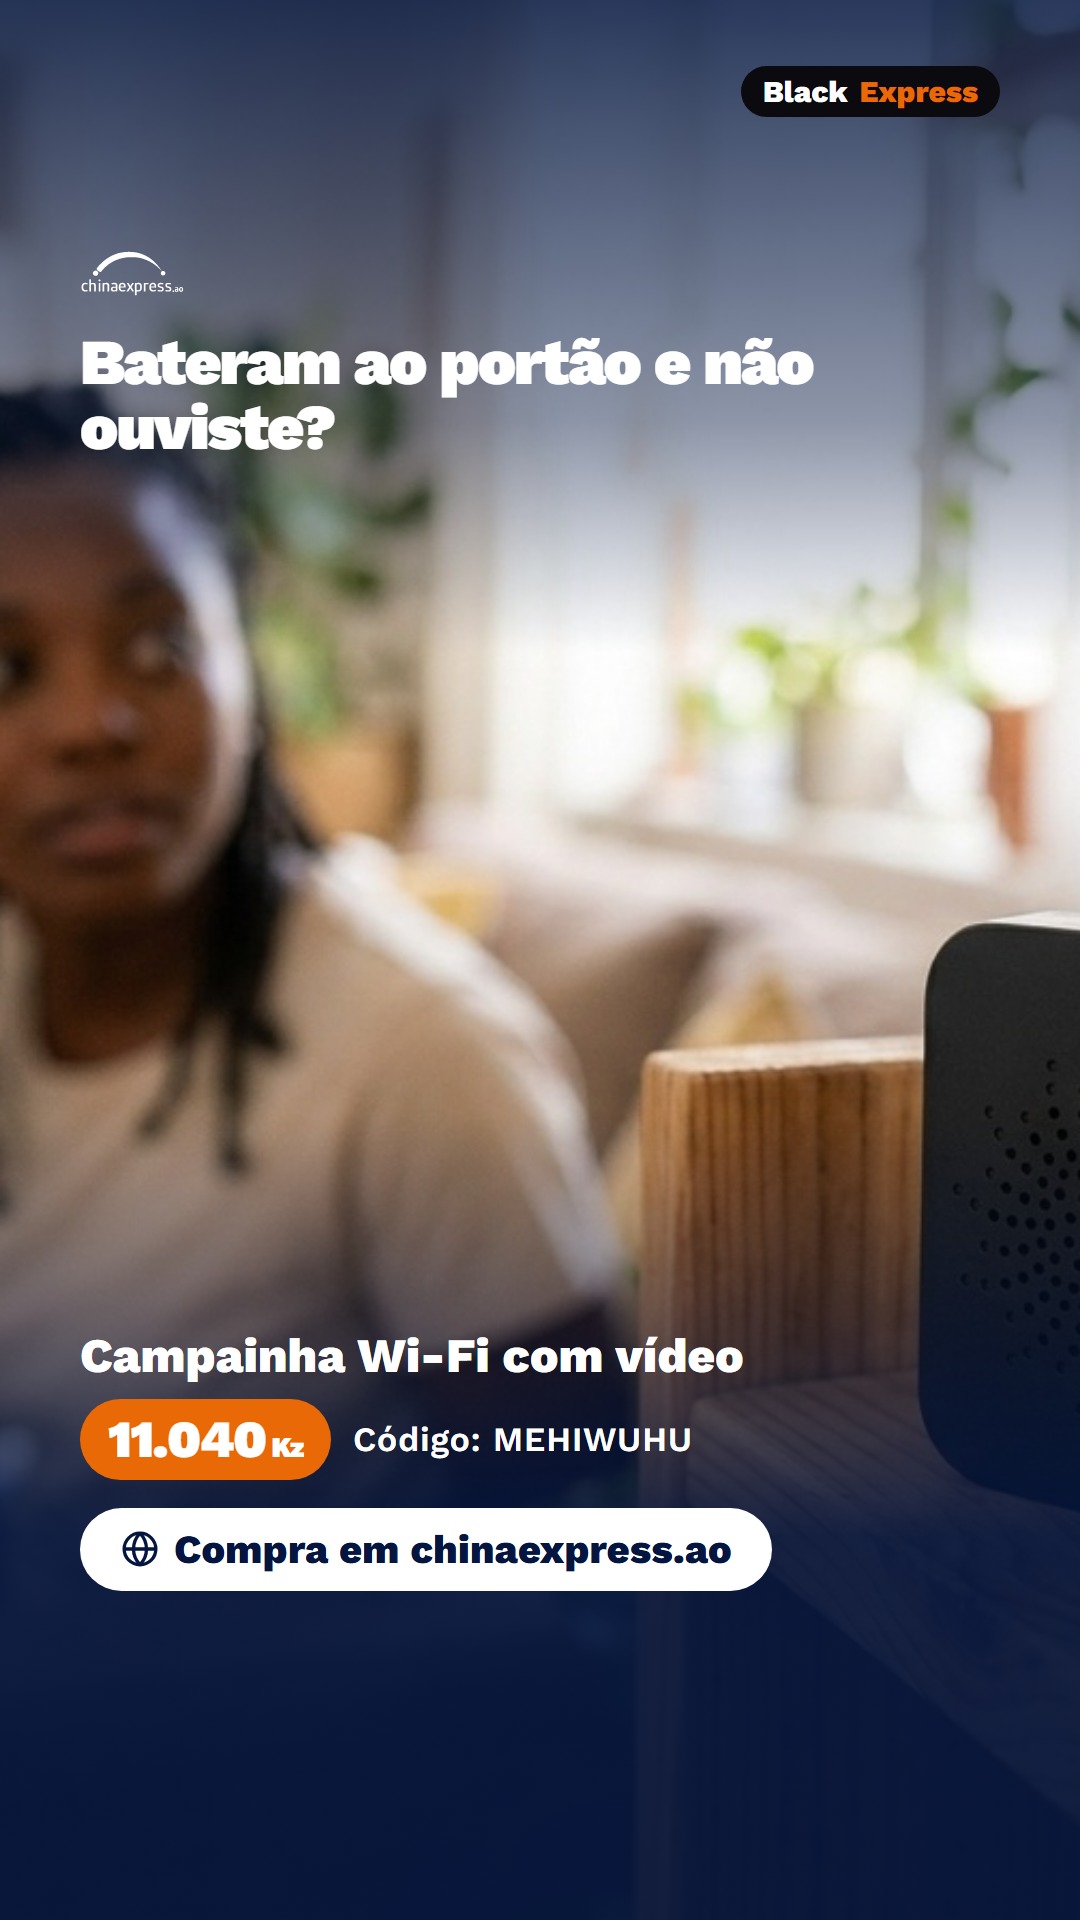 Black Express
chinaexpress.ao
Bateram ao portão e não
ouviste?
Campainha Wi-Fi com vídeo
11.040 Kz
Código: MEHIWUHU
Compra em chinaexpress.ao